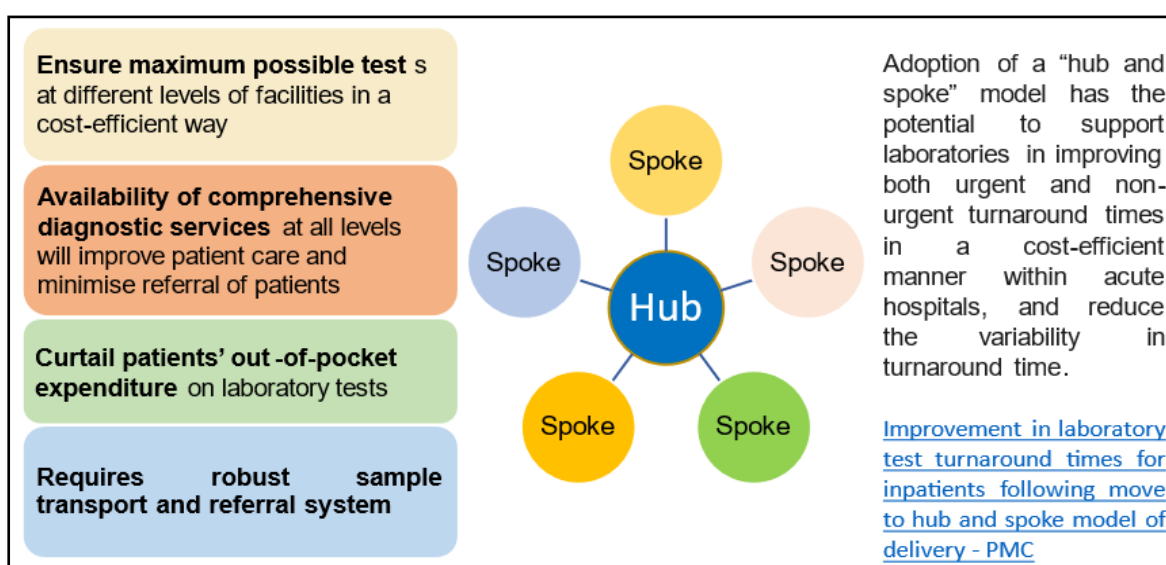 Ensure maximum possible test s
at different levels of facilities in a
cost-efficient way
Availability of comprehensive
diagnostic services at all levels
will improve patient care and
minimise referral of patients
Curtail patients’ out -of-pocket
expenditure on laboratory tests
Requires robust sample
transport and referral system
Spoke
Spoke
Spoke
Hub
Spoke
Spoke
Adoption of a “hub and
spoke” model has the
potential to support
laboratories in improving
both urgent and non-
urgent turnaround times
in a cost-efficient
manner within acute
hospitals, and reduce
the variability in
turnaround time.
Improvement in laboratory
test turnaround times for
inpatients following move
to hub and spoke model of
delivery - PMC